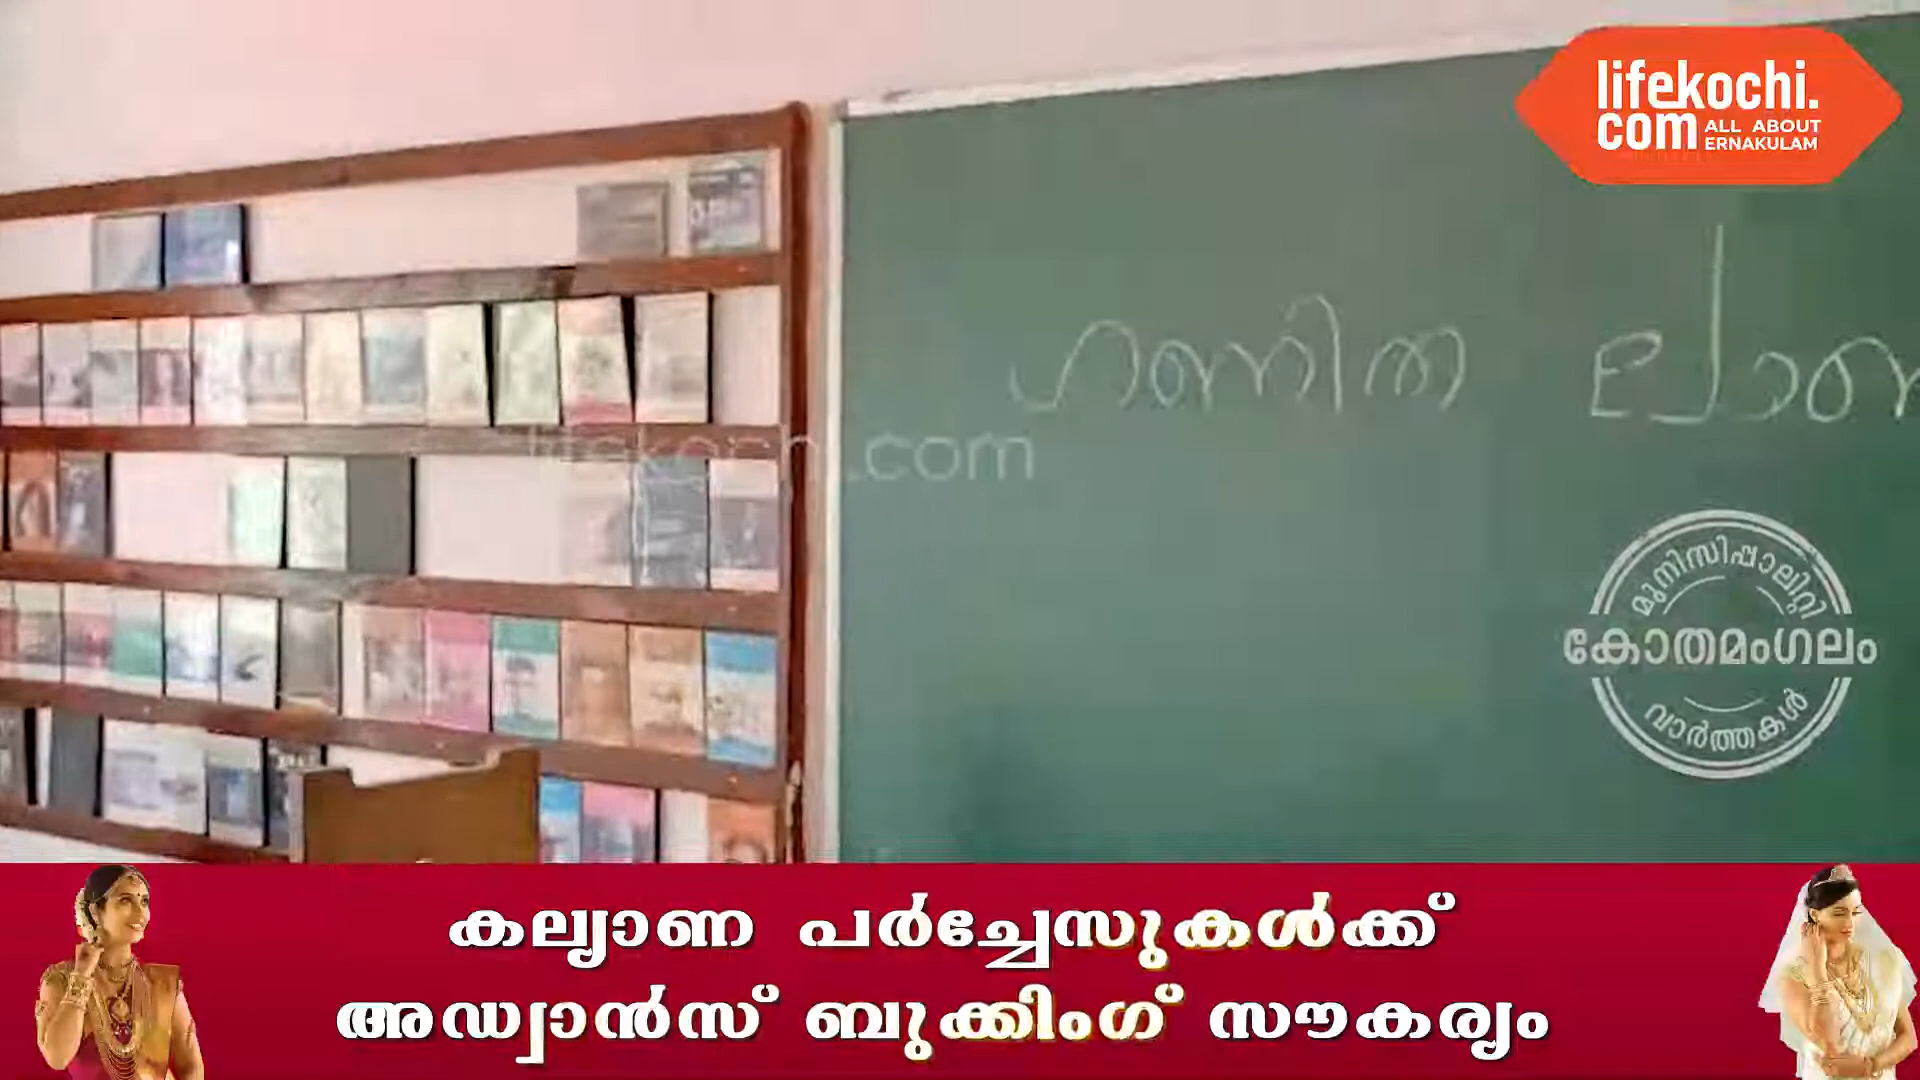 lifekochi.
com ALL ABOUT
ERNAKULAM
ഗണിത
lifekochi.com
മുനിസിപ്പാലിറ്റി
കോതമംഗലം
വാർത്തകൾ
കല്യാണ പർച്ചേസുകൾക്ക്
അഡ്വാൻസ് ബുക്കിംഗ് സൗകര്യം